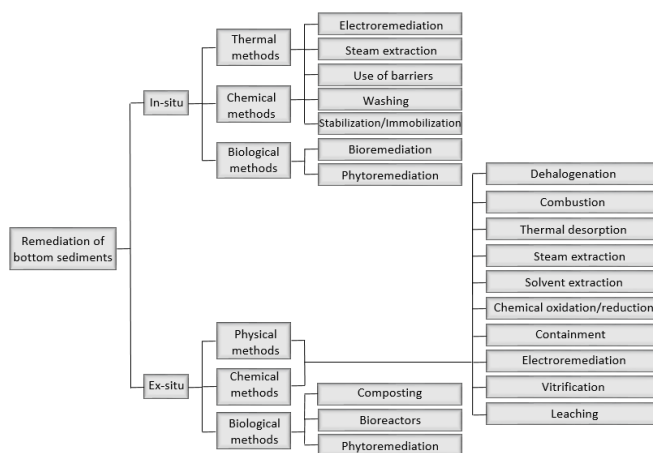 Remediation of
bottom sediments
In-situ
Thermal
methods
Chemical
methods
Biological
methods
Electroremediation
Steam extraction
Use of barriers
Washing
Stabilization/Immobilization
Bioremediation
Phytoremediation
Ex-situ
Physical
methods
Chemical
methods
Biological
methods
Composting
Bioreactors
Phytoremediation
Dehalogenation
Combustion
Thermal desorption
Steam extraction
Solvent extraction
Chemical oxidation/reduction
Containment
Electroremediation
Vitrification
Leaching